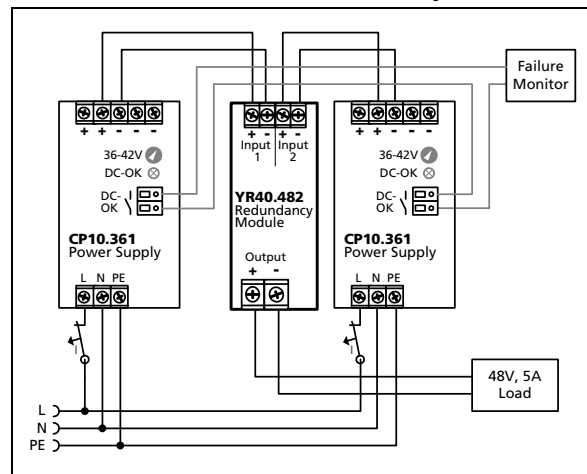 Failure
Monitor
+ + - - -
36-42V
DC-OK
DC-
OK
CP10.361
Power Supply
L N PE
+ - + -
Input Input
1 2
YR40.482
Redundancy
Module
Output
+ -
+ + - - -
36-42V
DC-OK
DC-
OK
CP10.361
Power Supply
L N PE
I
I
48V, 5A
Load
L
N
PE